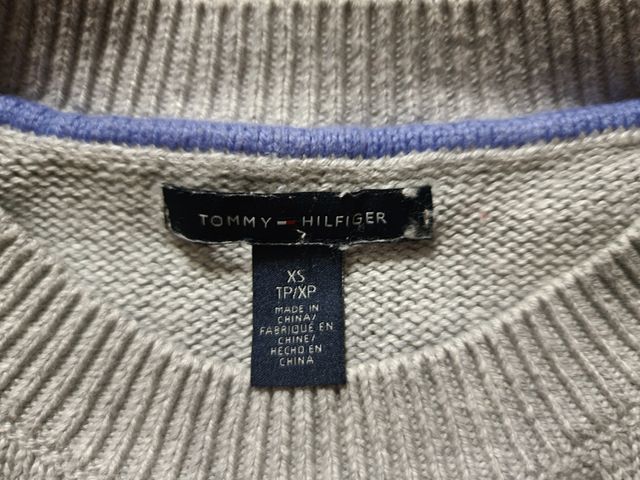 TOMMY HILFIGER
XS
TP/XP
MADE IN
CHINA/
FABRIQUÉ EN
CHINE/
HECHO EN
CHINA